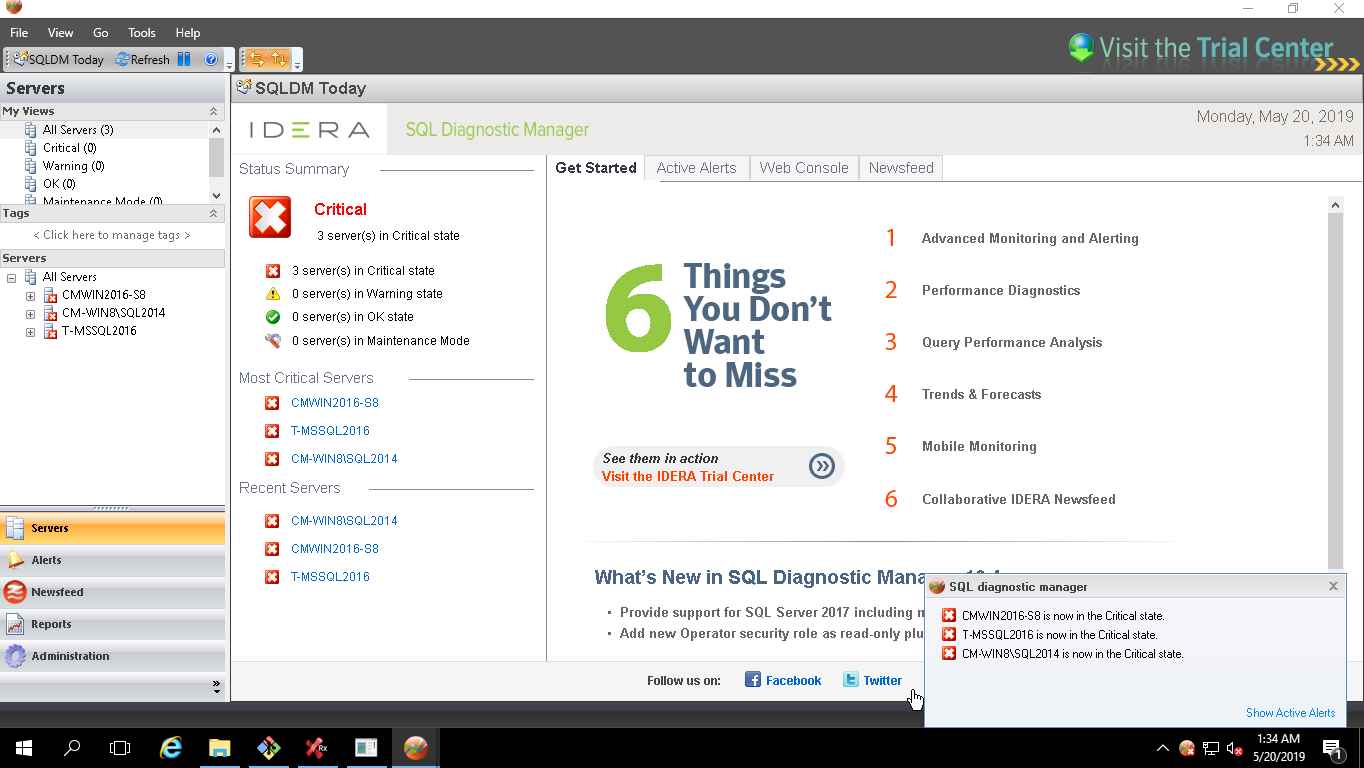 File View Go Tools Help
Visit the Trial Center
SQLDM Today Refresh
Servers
My Views
All Servers (3)
Critical (0)
Warning (0)
OK (0)
Maintenance Mode (0)
Tags
< Click here to manage tags >
Servers
All Servers
CMWIN2016-S8
CM-WIN8\SQL2014
T-MSSQL2016
Servers
Alerts
Newsfeed
Reports
Administration
SQLDM Today
IDERA SQL Diagnostic Manager
Monday, May 20, 2019
1:34 AM
Status Summary
Critical
3 server(s) in Critical state
3 server(s) in Critical state
0 server(s) in Warning state
0 server(s) in OK state
0 server(s) in Maintenance Mode
Most Critical Servers
CMWIN2016-S8
T-MSSQL2016
CM-WIN8\SQL2014
Recent Servers
CM-WIN8\SQL2014
CMWIN2016-S8
T-MSSQL2016
Get Started Active Alerts Web Console Newsfeed
6 Things
You Don't
Want
to Miss
See them in action
Visit the IDERA Trial Center
1 Advanced Monitoring and Alerting
2 Performance Diagnostics
3 Query Performance Analysis
4 Trends & Forecasts
5 Mobile Monitoring
6 Collaborative IDERA Newsfeed
What's New in SQL Diagnostic
• Provide support for SQL Server 2017 including
• Add new Operator security role as read-only
Follow us on: Facebook Twitter
SQL diagnostic manager
CMWIN2016-S8 is now in the Critical state.
T-MSSQL2016 is now in the Critical state.
CM-WIN8\SQL2014 is now in the Critical state.
Show Active Alerts
Rx
1:34 AM
5/20/2019
1